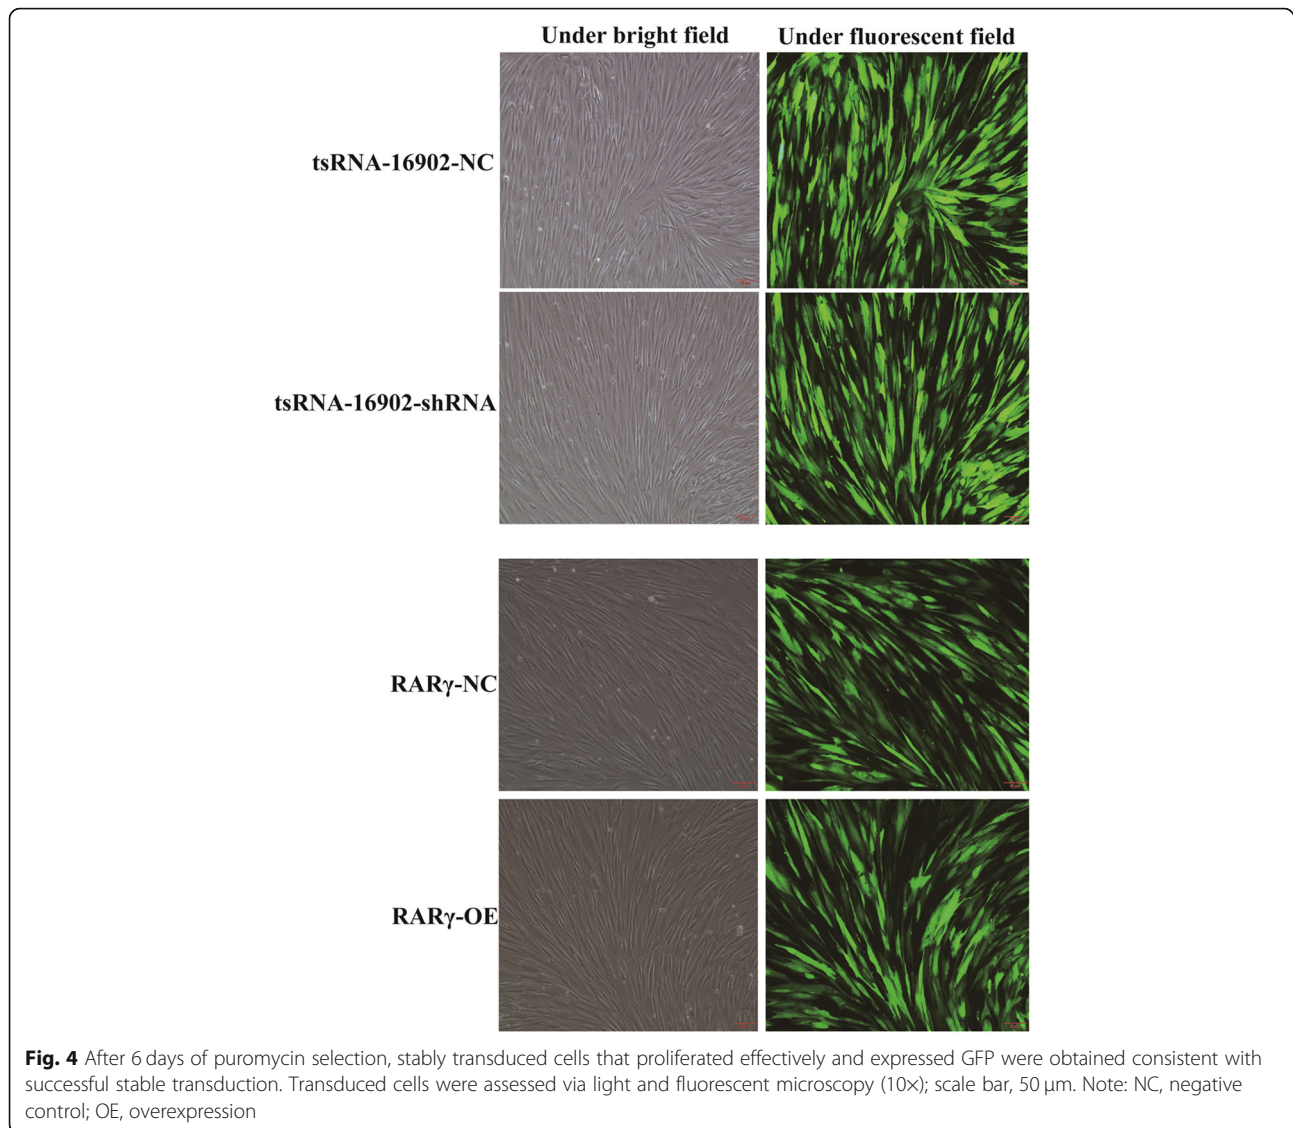 Under bright field
Under fluorescent field
tsRNA-16902-NC
tsRNA-16902-shRNA
RARγ-NC
RARγ-OE
Fig. 4 After 6 days of puromycin selection, stably transduced cells that proliferated effectively and expressed GFP were obtained consistent with
successful stable transduction. Transduced cells were assessed via light and fluorescent microscopy (10×); scale bar, 50 μm. Note: NC, negative
control; OE, overexpression